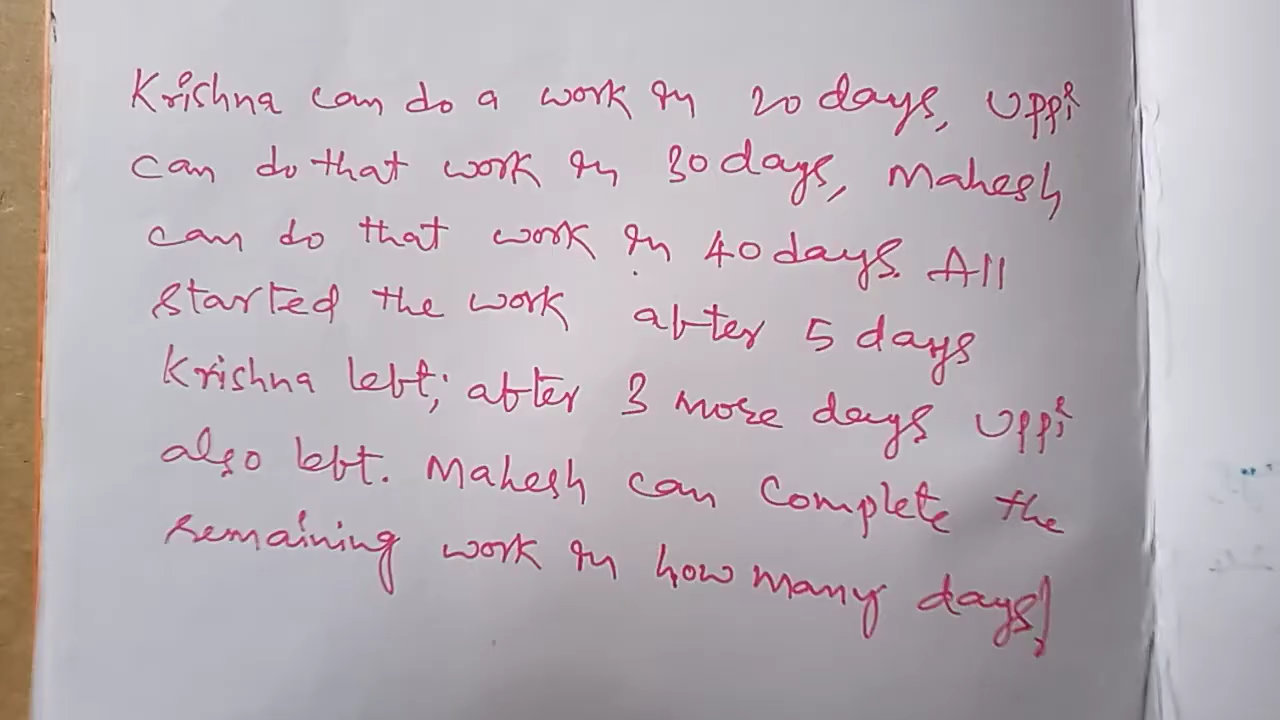 Krishna can do a work in 20 days, Uppi
can do that work in 30 days, Mahesh
can do that work in 40 days. All
started the work after 5 days
Krishna left; after 3 more days Uppi
also left. Mahesh can complete the
remaining work in how many days?